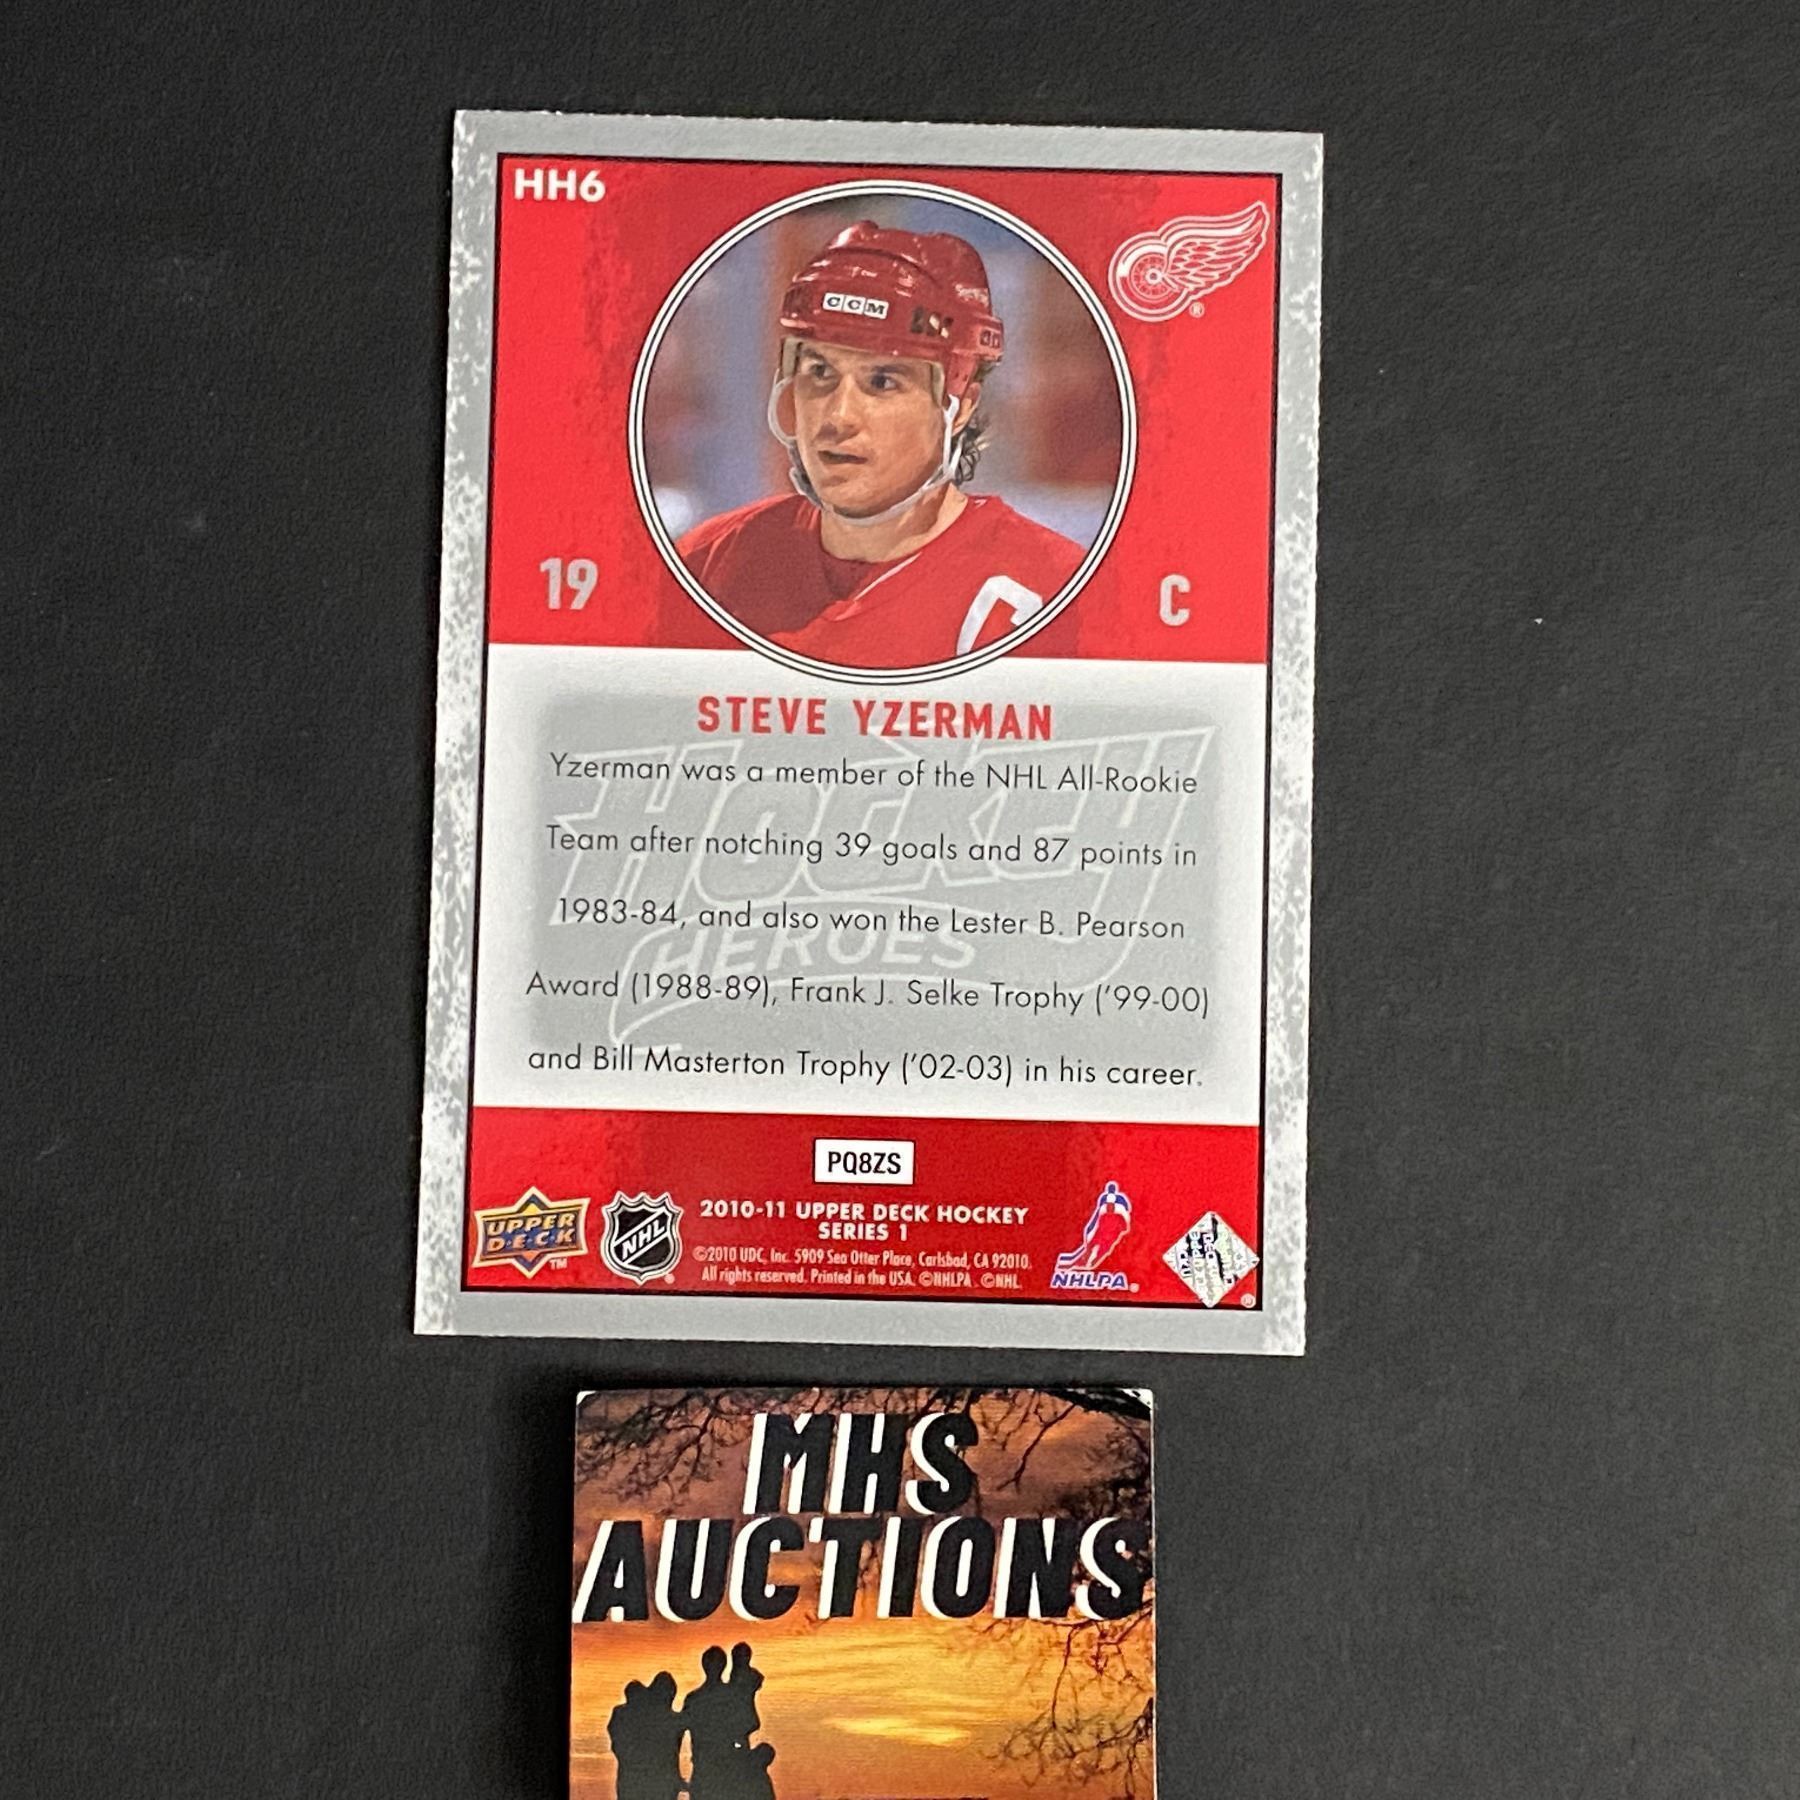 HH6
CCM
19
C
STEVE YZERMAN
Yzerman was a member of the NHL All-Rookie
Team after notching 39 goals and 87 points in
1983-84, and also won the Lester B. Pearson
Award (1988-89), Frank J. Selke Trophy ('99-00)
and Bill Masterton Trophy ('02-03) in his career.
HOCKEY
HEROES
PQ8ZS
UPPER
DECK
TM
NHL
2010-11 UPPER DECK HOCKEY
SERIES 1
©2010 UDC, Inc. 5909 Sea Otter Place, Carlsbad, CA 92010.
All rights reserved. Printed in the USA. ©NHLPA. ©NHL.
NHLPA
MHS
AUCTIONS